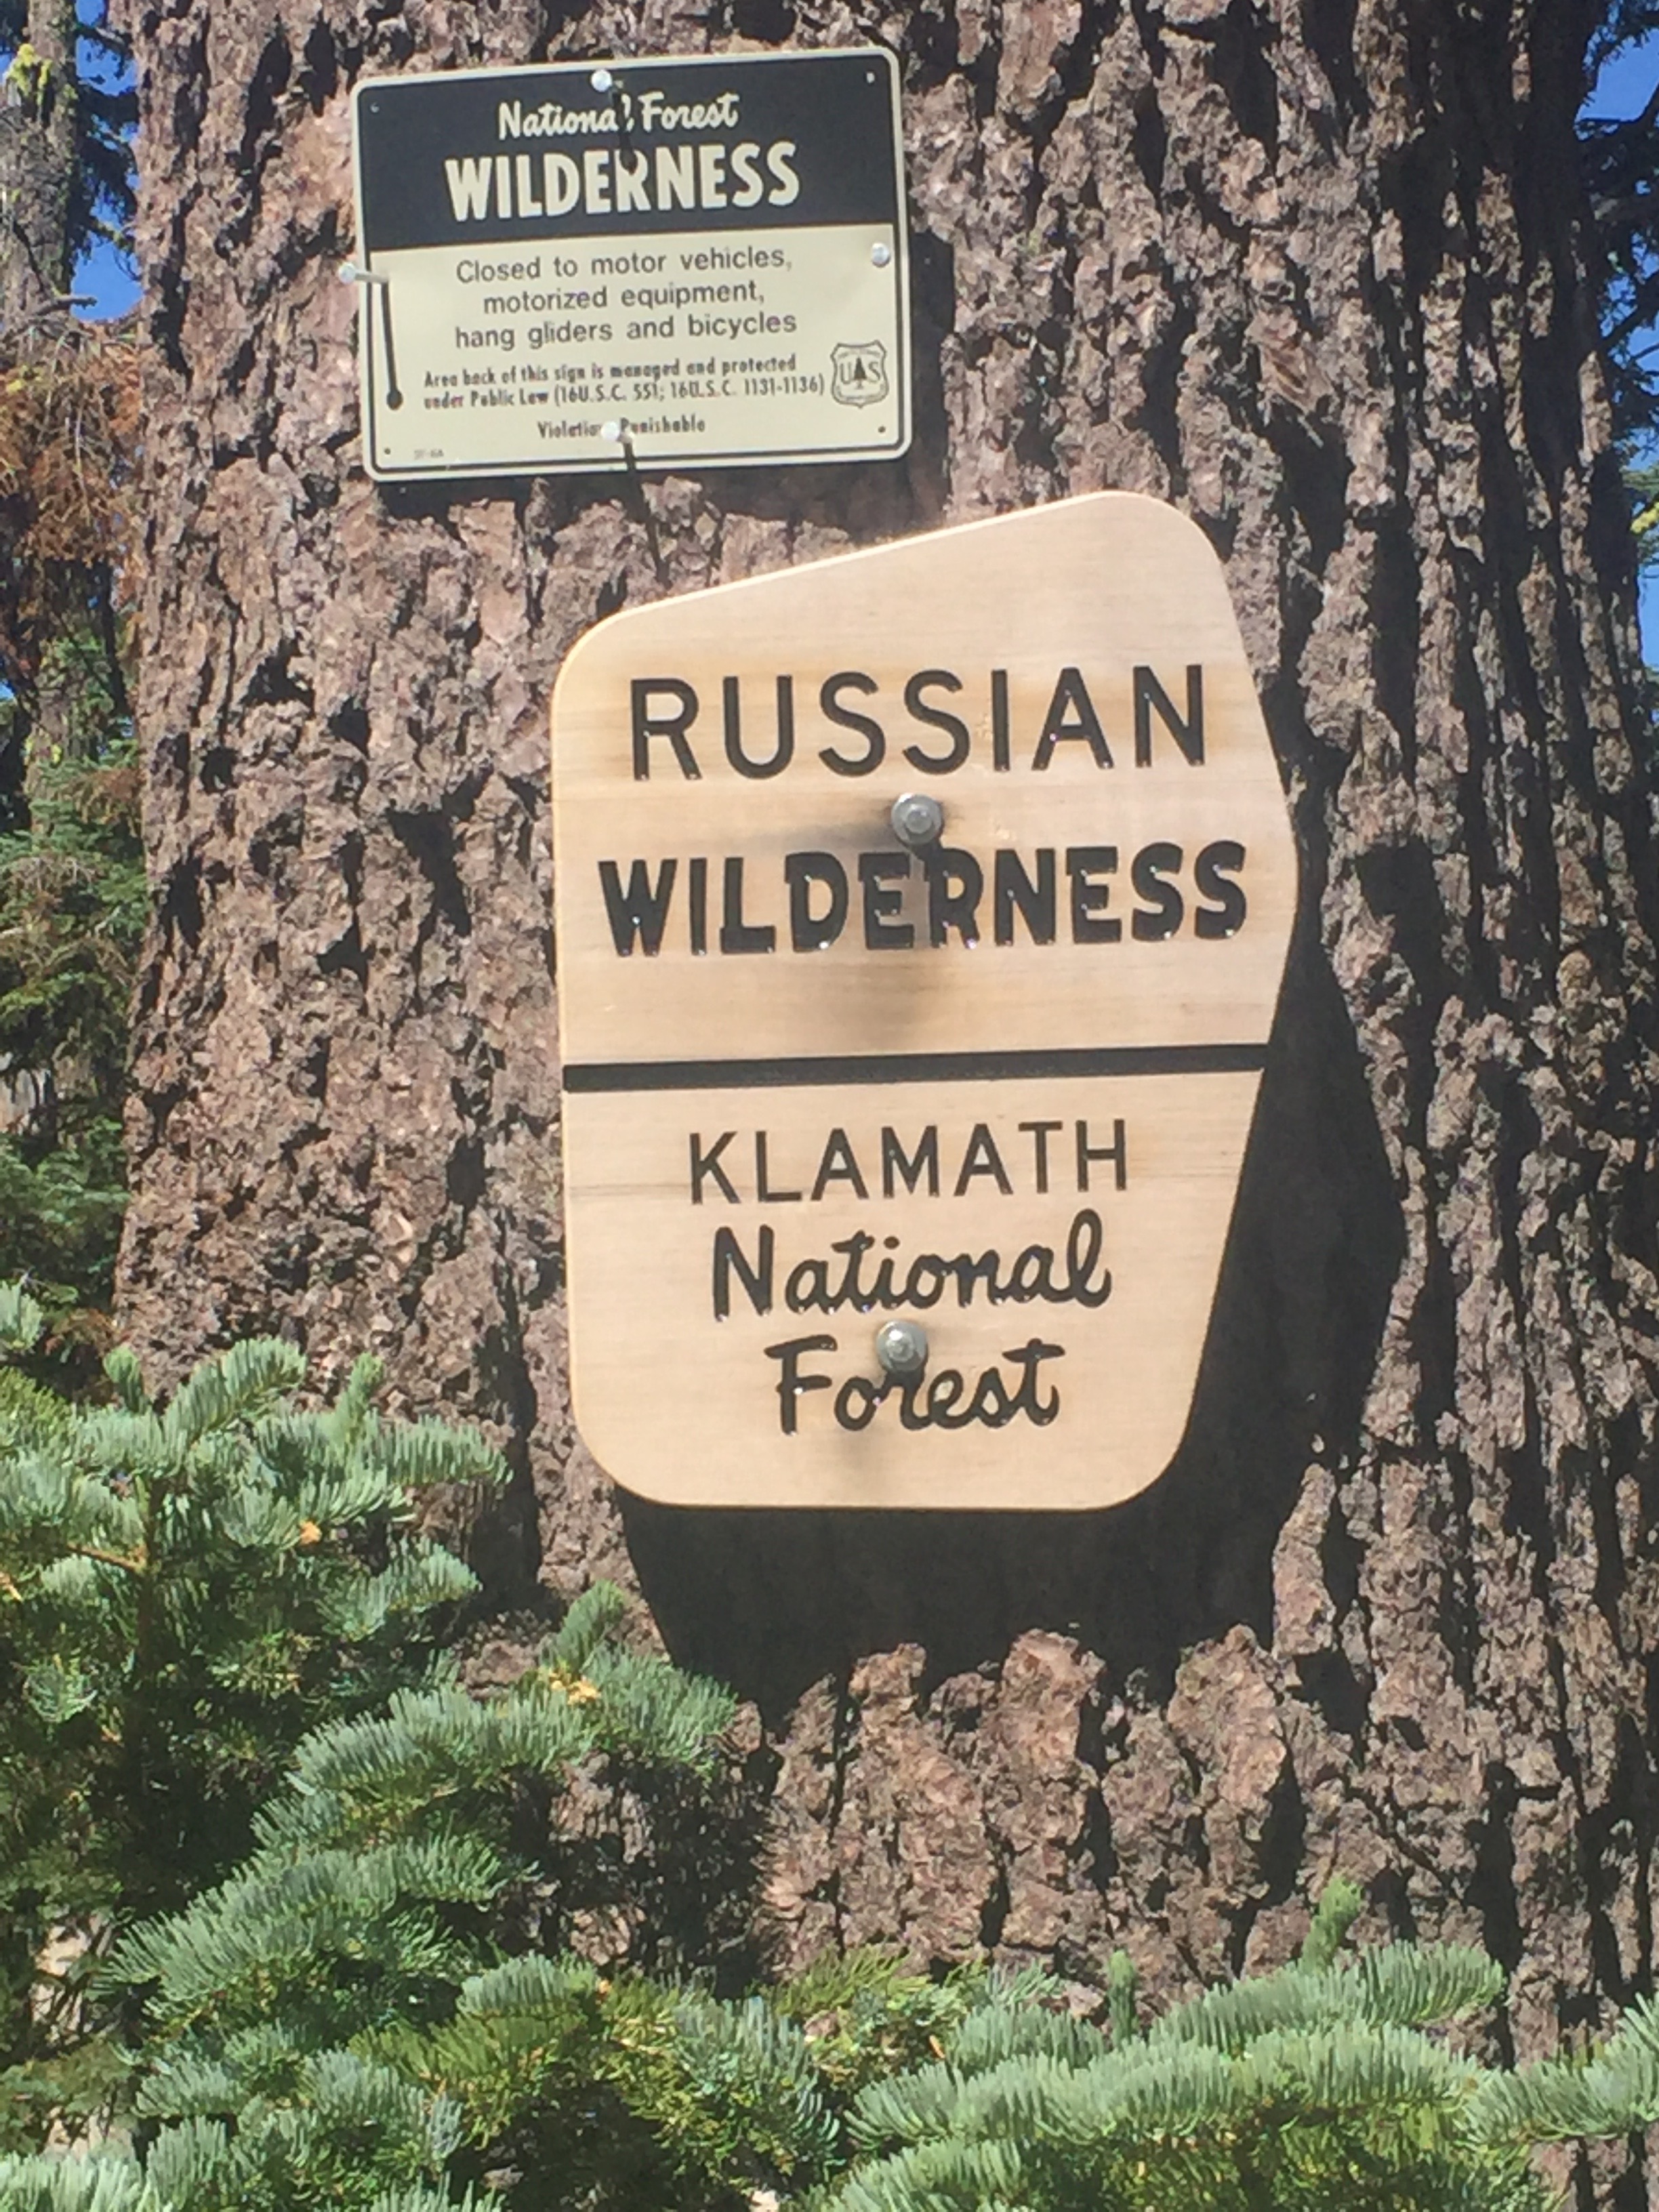 National Forest
WILDERNESS
Closed to motor vehicles,
motorized equipment,
hang gliders and bicycles
Area back of this sign is managed and protected
under Public Law (16U.S.C. 551; 16U.S.C. 1131-1136)
Violation Punishable
UAS
RUSSIAN
WILDERNESS
KLAMATH
National
Forest